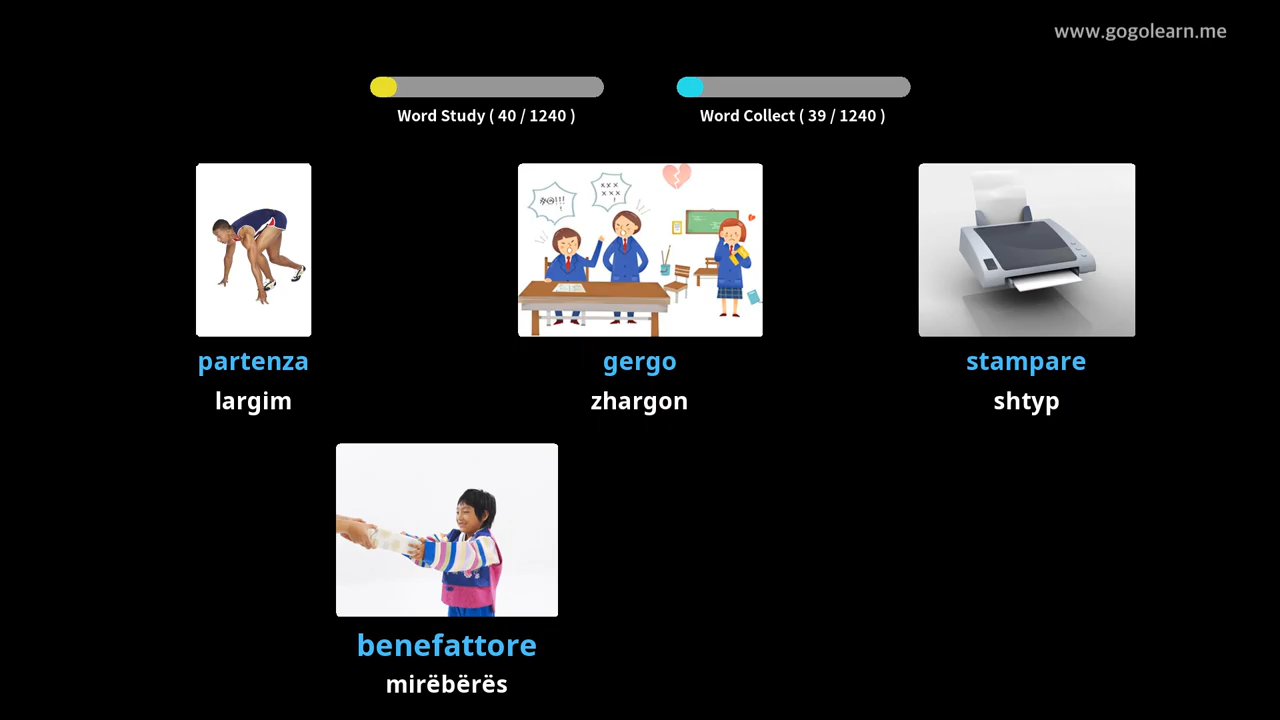 www.gogolearn.me
Word Study ( 40 / 1240 )
Word Collect ( 39 / 1240 )
#@!!!
!
x x x
x x x
!
partenza
gergo
stampare
largim
zhargon
shtyp
benefattore
mirëbërës